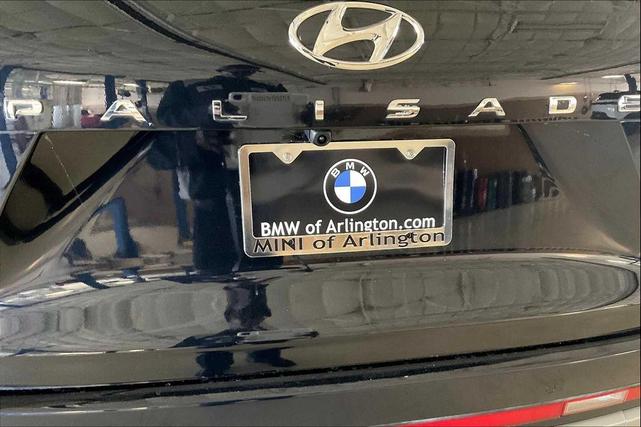 PALISADE
BMW
BMW of Arlington.com
MINI of Arlington